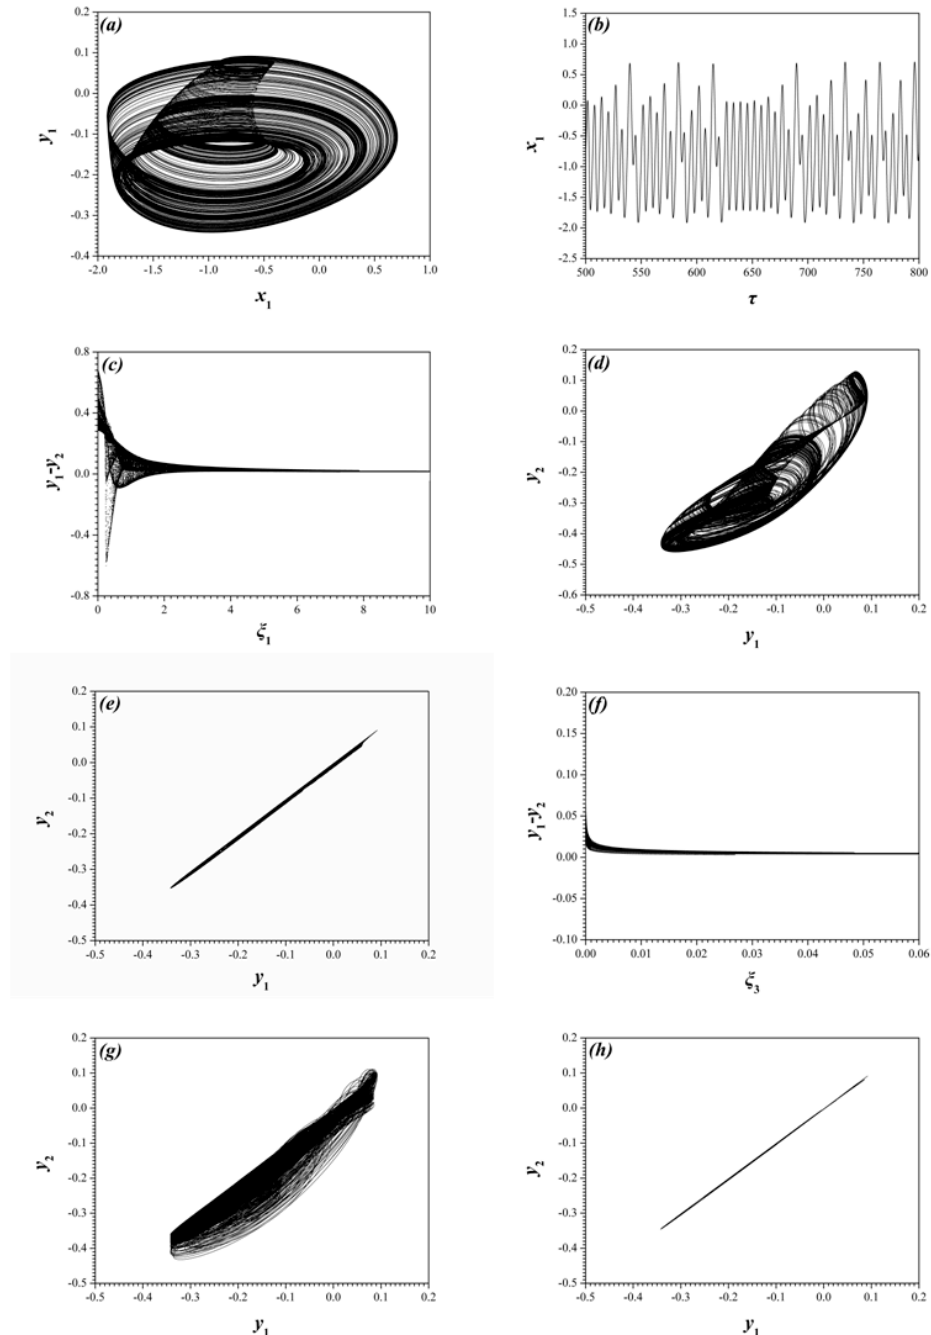 (a)
y1
0.2
0.1
0.0
-0.1
-0.2
-0.3
-0.4
-2.0 -1.5 -1.0 -0.5 0.0 0.5 1.0
x1
(b)
x1
1.5
1.0
0.5
0.0
-0.5
-1.0
-1.5
-2.0
-2.5
500 550 600 650 700 750 800
τ
(c)
y1-y2
0.8
0.4
0.0
-0.4
-0.8
0 2 4 6 8 10
ξ1
(d)
y2
0.2
0.1
0.0
-0.1
-0.2
-0.3
-0.4
-0.5
-0.6
-0.5 -0.4 -0.3 -0.2 -0.1 0.0 0.1 0.2
y1
(e)
y2
0.2
0.1
0.0
-0.1
-0.2
-0.3
-0.4
-0.5
-0.5 -0.4 -0.3 -0.2 -0.1 0.0 0.1 0.2
y1
(f)
y1-y2
0.20
0.15
0.10
0.05
0.00
-0.05
-0.10
0.00 0.01 0.02 0.03 0.04 0.05 0.06
ξ3
(g)
y2
0.2
0.1
0.0
-0.1
-0.2
-0.3
-0.4
-0.5
-0.5 -0.4 -0.3 -0.2 -0.1 0.0 0.1 0.2
y1
(h)
y2
0.2
0.1
0.0
-0.1
-0.2
-0.3
-0.4
-0.5
-0.5 -0.4 -0.3 -0.2 -0.1 0.0 0.1 0.2
y1